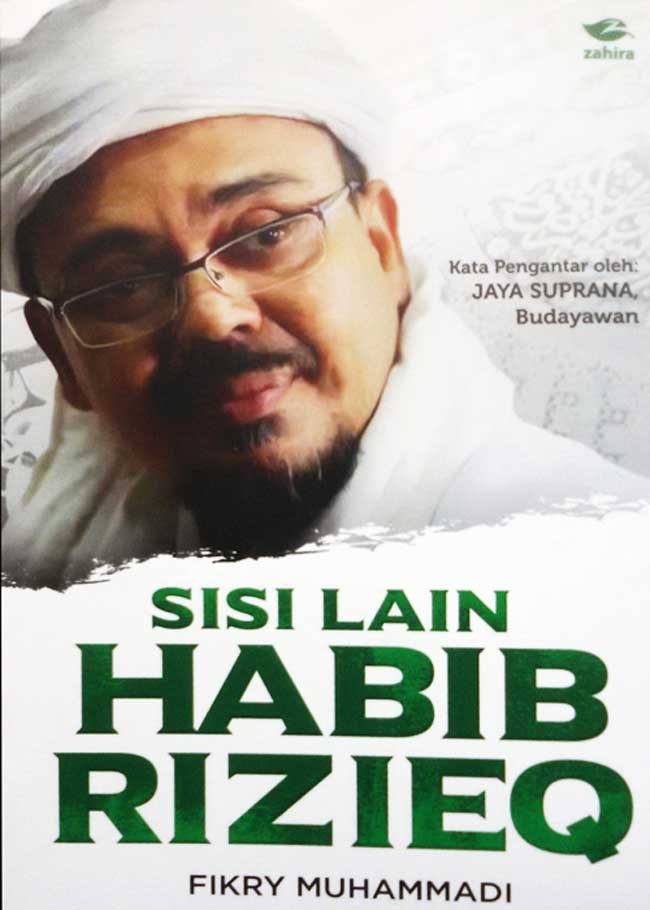 zahira
Kata Pengantar oleh:
JAYA SUPRANA,
Budayawan
SISI LAIN
HABIB
RIZIEQ
FIKRY MUHAMMADI